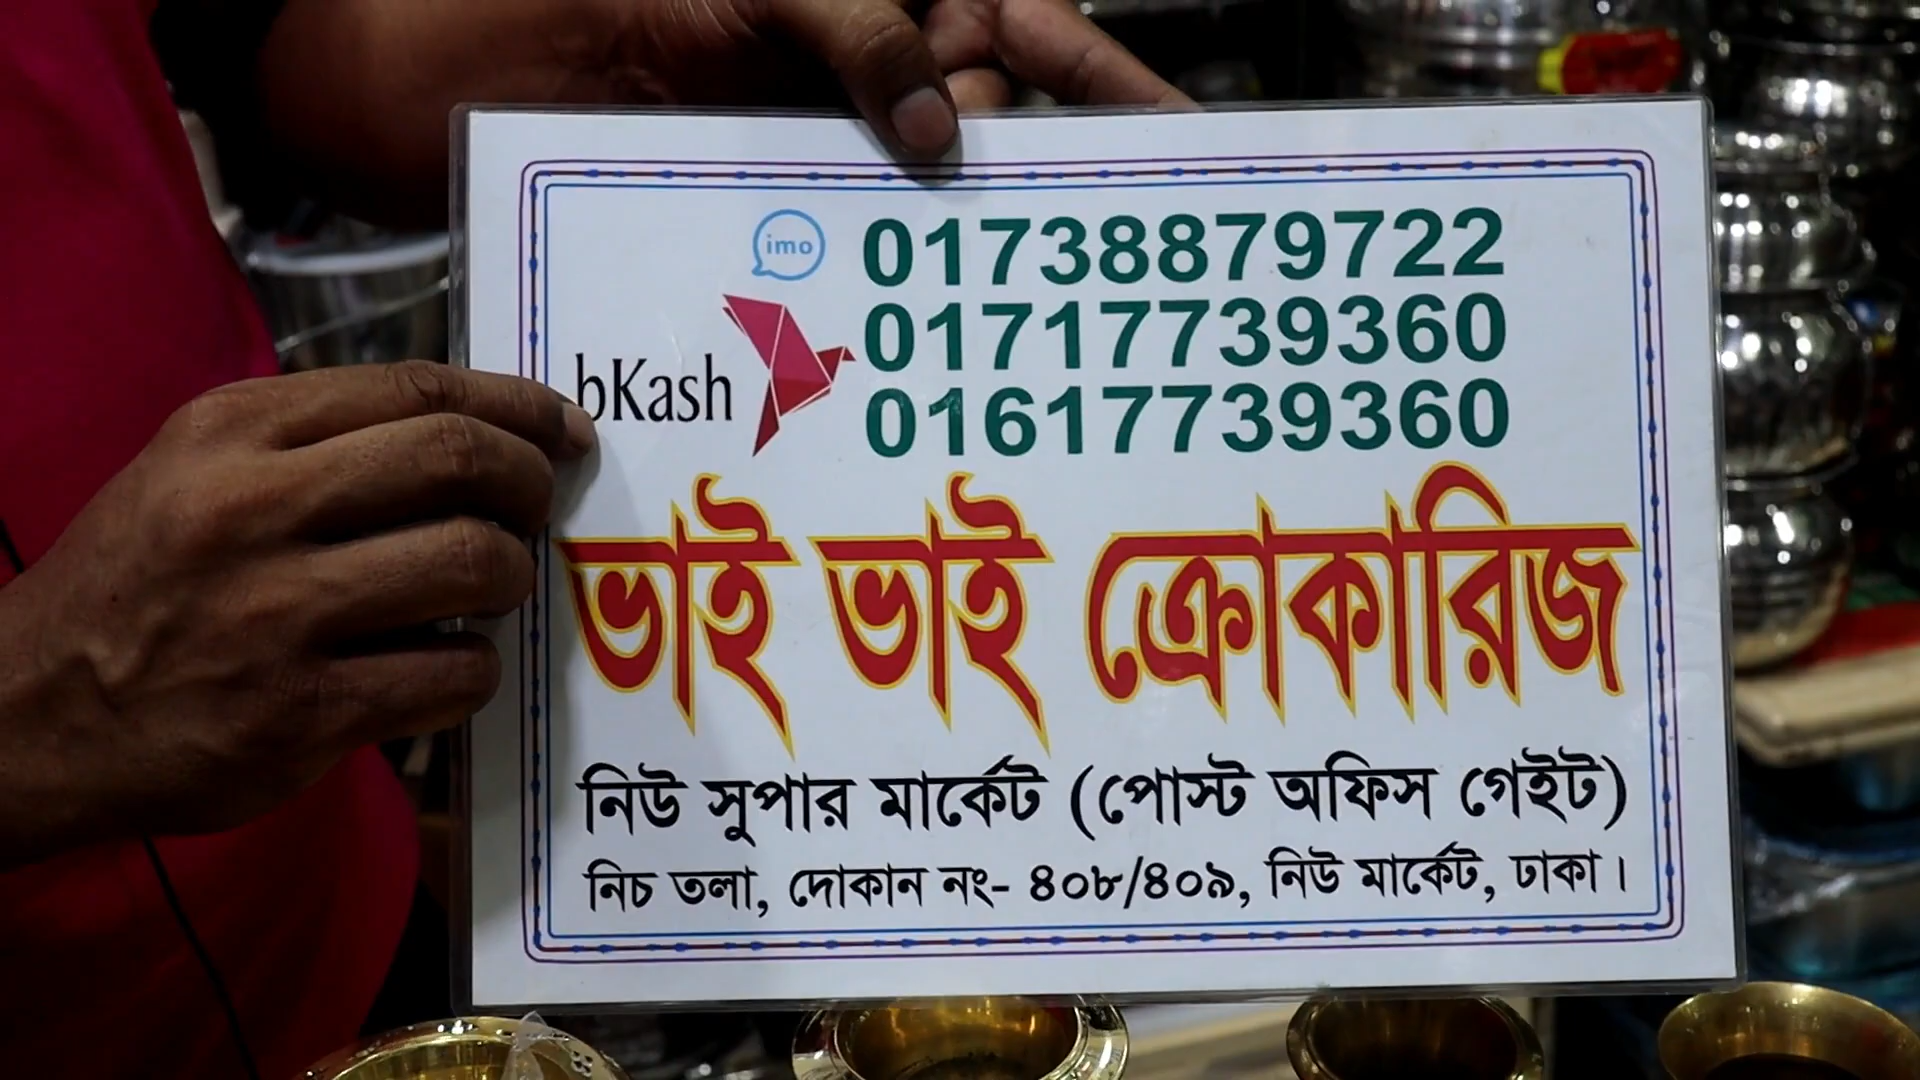 imo 01738879722
01717739360
bKash
01617739360
ভাই ভাই ক্রোকারিজ
নিউ সুপার মার্কেট (পোস্ট অফিস গেইট)
নিচ তলা, দোকান নং- ৪০৮/৪০৯, নিউ মার্কেট, ঢাকা।